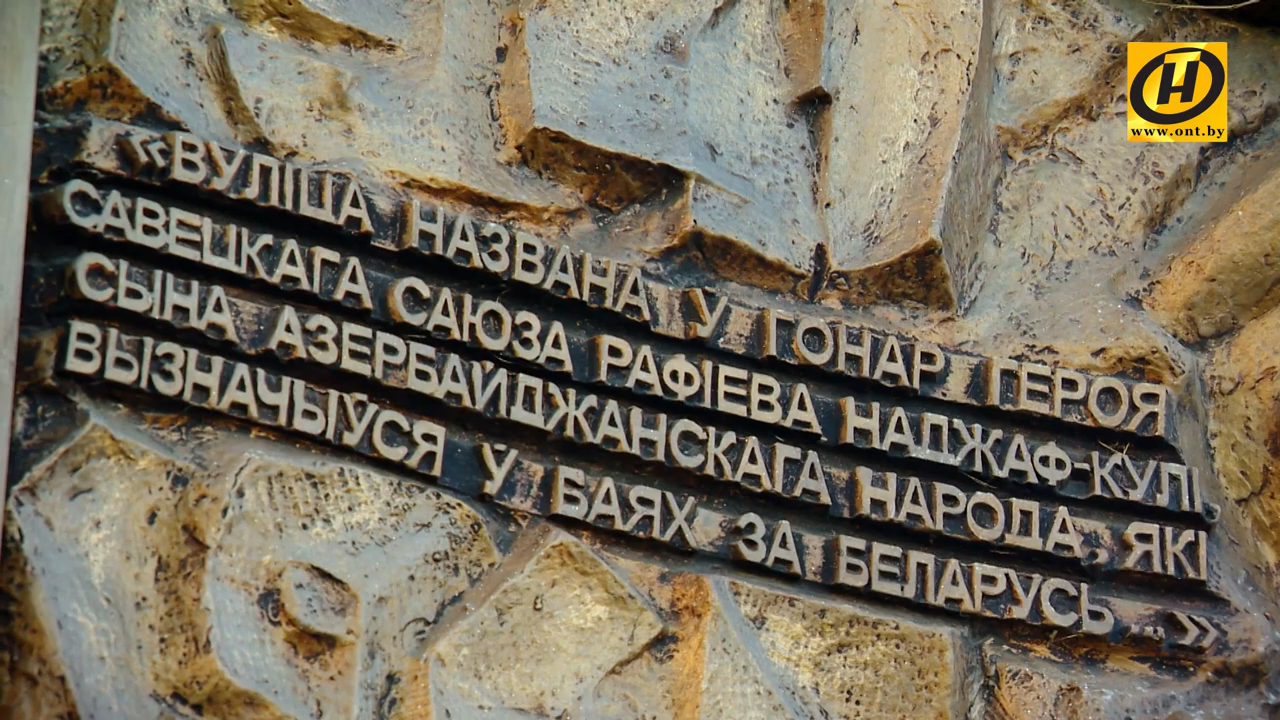 «ВУЛІЦА НАЗВАНА У ГОНАР ГЕРОЯ
САВЕЦКАГА САЮЗА РАФІЕВА НАДЖАФ-КУЛІ,
СЫНА АЗЕРБАЙДЖАНСКАГА НАРОДА, ЯКІ
ВЫЗНАЧЫЎСЯ У БАЯХ ЗА БЕЛАРУСЬ...»
ОНТ
www.ont.by